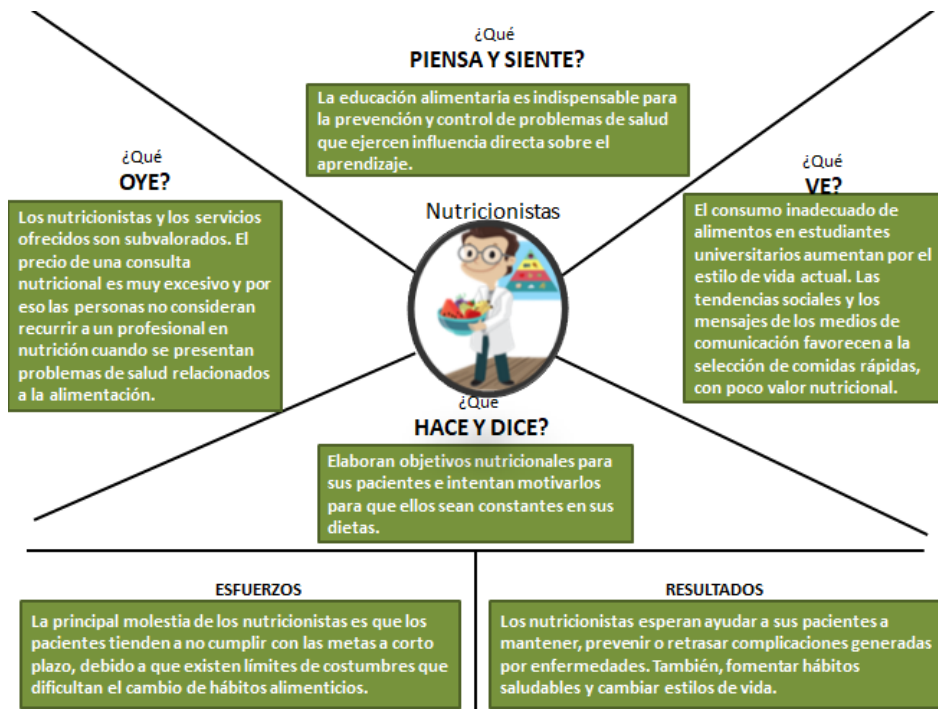 ¿Qué
PIENSA Y SIENTE?
La educación alimentaria es indispensable para
la prevención y control de problemas de salud
que ejercen influencia directa sobre el
aprendizaje.
¿Qué
OYE?
Los nutricionistas y los servicios
ofrecidos son subvalorados. El
precio de una consulta
nutricional es muy excesivo y por
eso las personas no consideran
recurrir a un profesional en
nutrición cuando se presentan
problemas de salud relacionados
a la alimentación.
Nutricionistas
¿Qué
VE?
El consumo inadecuado de
alimentos en estudiantes
universitarios aumentan por el
estilo de vida actual. Las
tendencias sociales y los
mensajes de los medios de
comunicación favorecen a la
selección de comidas rápidas,
con poco valor nutricional.
¿Qué
HACE Y DICE?
Elaboran objetivos nutricionales para
sus pacientes e intentan motivarlos
para que ellos sean constantes en sus
dietas.
ESFUERZOS
La principal molestia de los nutricionistas es que los
pacientes tienden a no cumplir con las metas a corto
plazo, debido a que existen límites de costumbres que
dificultan el cambio de hábitos alimenticios.
RESULTADOS
Los nutricionistas esperan ayudar a sus pacientes a
mantener, prevenir o retrasar complicaciones generadas
por enfermedades. También, fomentar hábitos
saludables y cambiar estilos de vida.